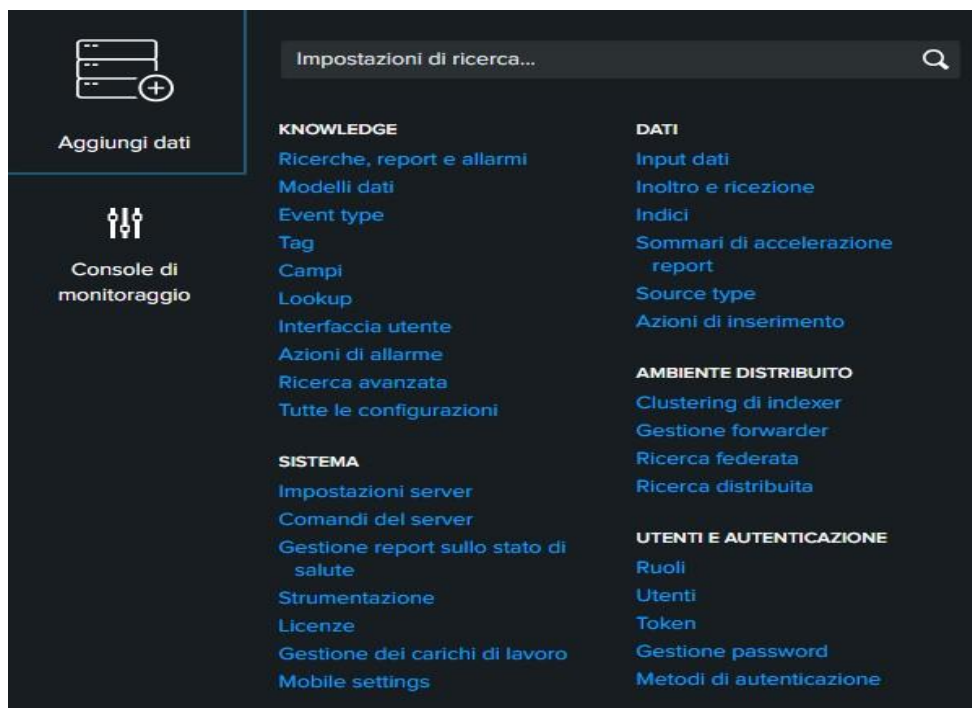 Aggiungi dati
Console di
monitoraggio
Impostazioni di ricerca...
KNOWLEDGE
Ricerche, report e allarmi
Modelli dati
Event type
Tag
Campi
Lookup
Interfaccia utente
Azioni di allarme
Ricerca avanzata
Tutte le configurazioni
SISTEMA
Impostazioni server
Comandi del server
Gestione report sullo stato di
salute
Strumentazione
Licenze
Gestione dei carichi di lavoro
Mobile settings
DATI
Input dati
Inoltro e ricezione
Indici
Sommari di accelerazione
report
Source type
Azioni di inserimento
AMBIENTE DISTRIBUITO
Clustering di indexer
Gestione forwarder
Ricerca federata
Ricerca distribuita
UTENTI E AUTENTICAZIONE
Ruoli
Utenti
Token
Gestione password
Metodi di autenticazione